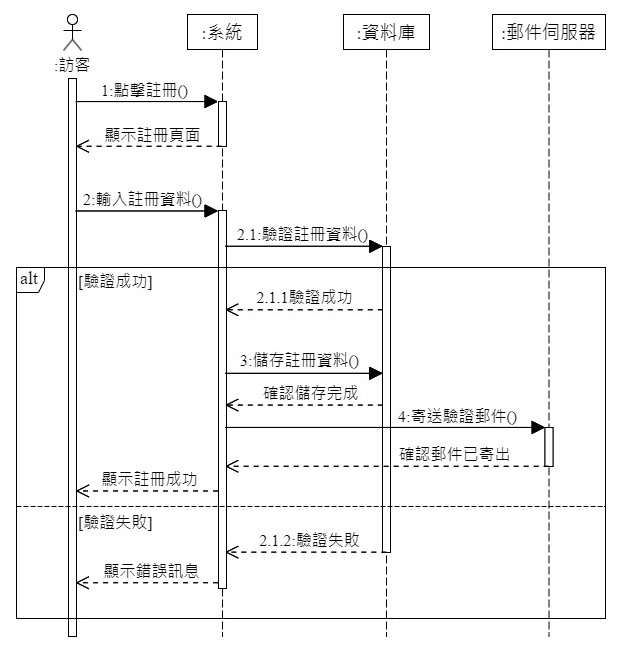 :系統
:資料庫
:郵件伺服器
:訪客
1:點擊註冊()
顯示註冊頁面
2:輸入註冊資料()
2.1:驗證註冊資料()
alt
[驗證成功]
2.1.1驗證成功
3:儲存註冊資料()
確認儲存完成
4:寄送驗證郵件()
確認郵件已寄出
顯示註冊成功
[驗證失敗]
2.1.2:驗證失敗
顯示錯誤訊息